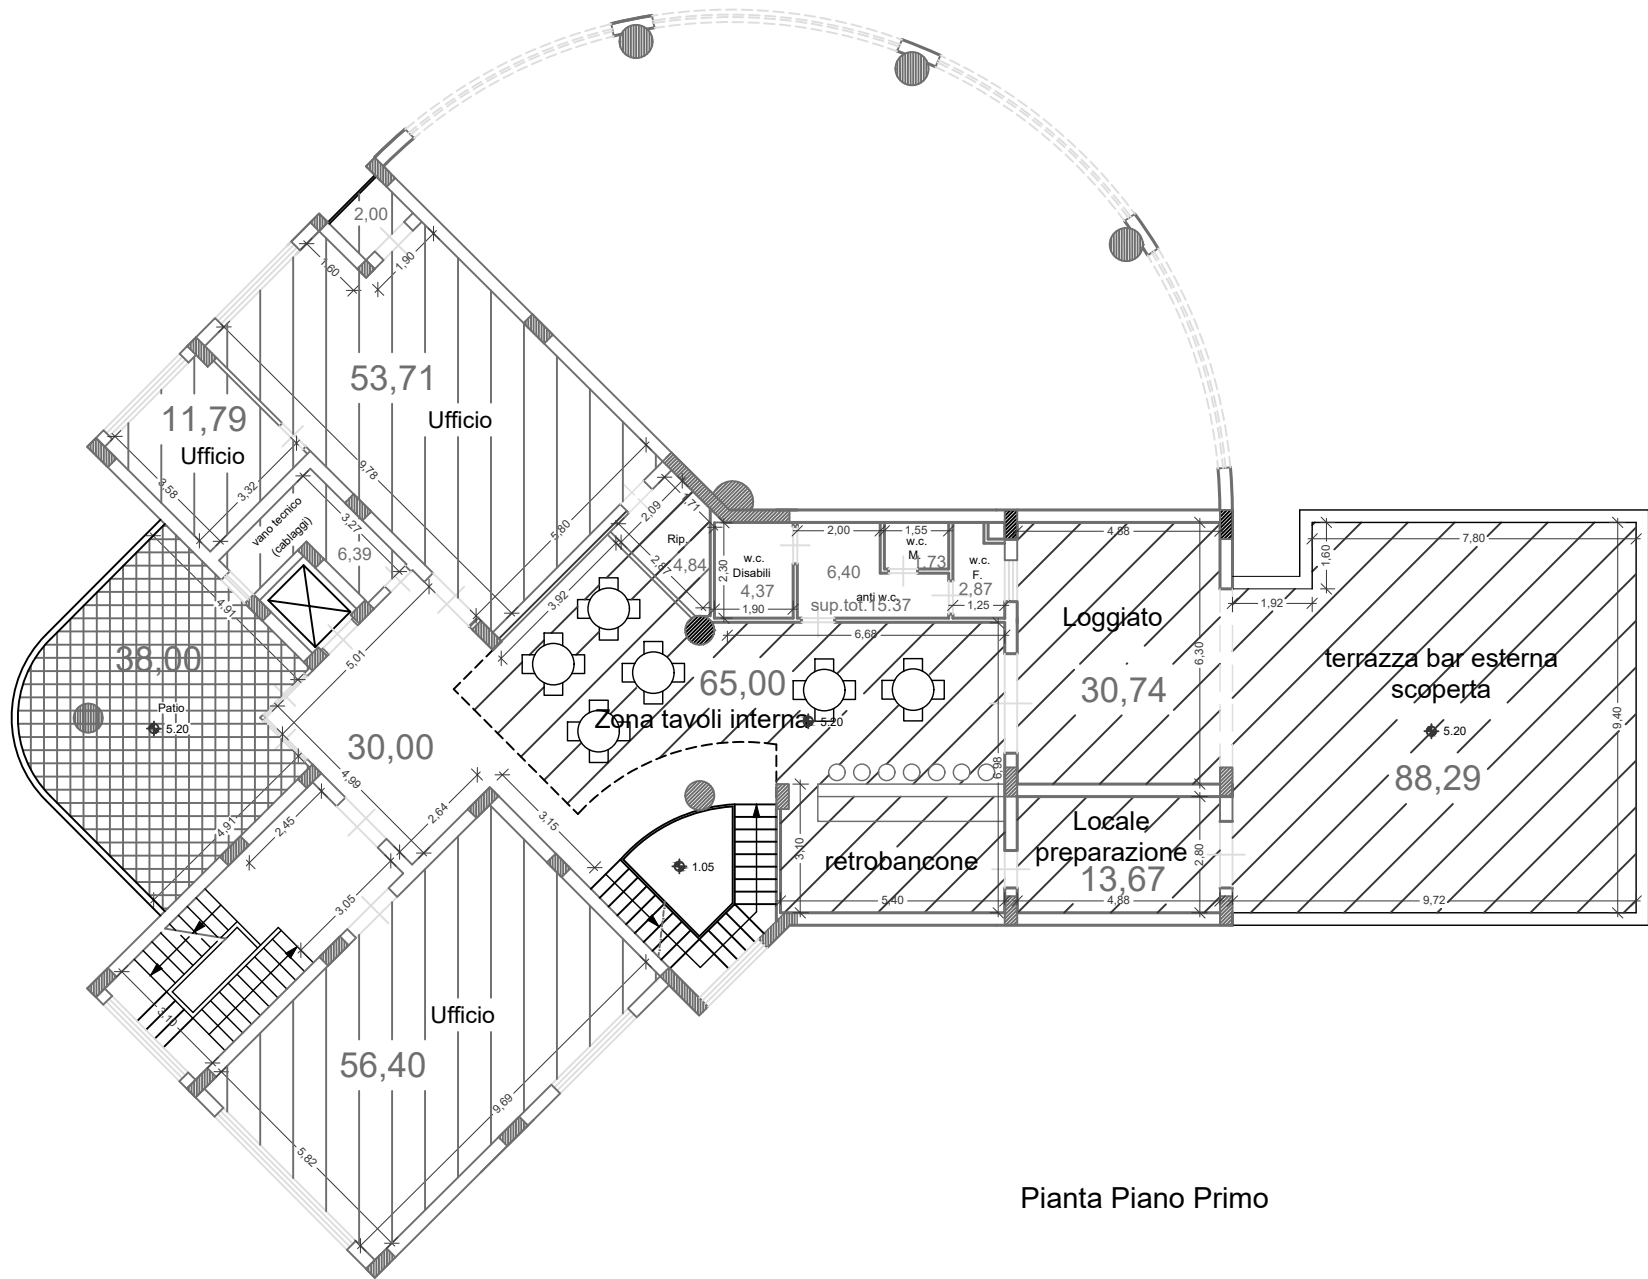 2,00
1,60
1,90
53,71
Ufficio
11,79
Ufficio
9,78
3,58
3,32
vano tecnico
(cablaggi)
3,27
6,39
5,80
2,09
1,71
Rip.
4,84
2,87
3,92
2,30
w.c.
Disabili
4,37
1,90
2,00
6,40
anti w.c.
sup.tot.15.37
1,55
w.c.
M.
w.c.
F.
2,87
1,25
6,68
4,88
Loggiato
6,30
30,74
1,92
1,60
7,80
terrazza bar esterna
scoperta
5.20
9,40
88,29
9,72
4,91
38,00
Patio.
5.20
4,91
5,01
30,00
4,99
2,64
2,45
3,15
65,00
Zona tavoli interna
5.20
6,98
1.05
3,10
retrobancone
5,40
Locale
preparazione
2,80
13,67
4,88
3,05
3,10
Ufficio
56,40
9,69
5,82
Pianta Piano Primo